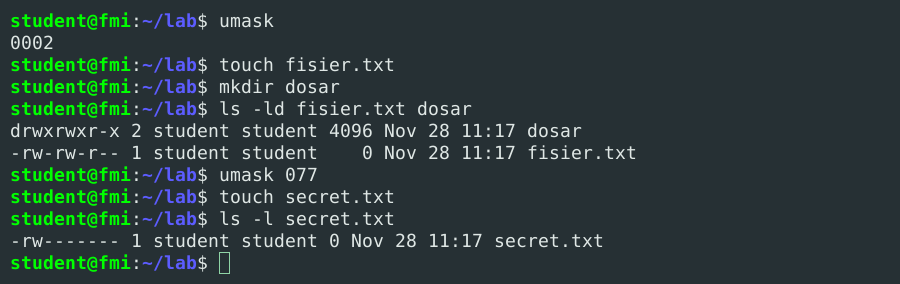 student@fmi:~/lab$ umask
0002
student@fmi:~/lab$ touch fisier.txt
student@fmi:~/lab$ mkdir dosar
student@fmi:~/lab$ ls -ld fisier.txt dosar
drwxrwxr-x 2 student student 4096 Nov 28 11:17 dosar
-rw-rw-r-- 1 student student    0 Nov 28 11:17 fisier.txt
student@fmi:~/lab$ umask 077
student@fmi:~/lab$ touch secret.txt
student@fmi:~/lab$ ls -l secret.txt
-rw------- 1 student student 0 Nov 28 11:17 secret.txt
student@fmi:~/lab$